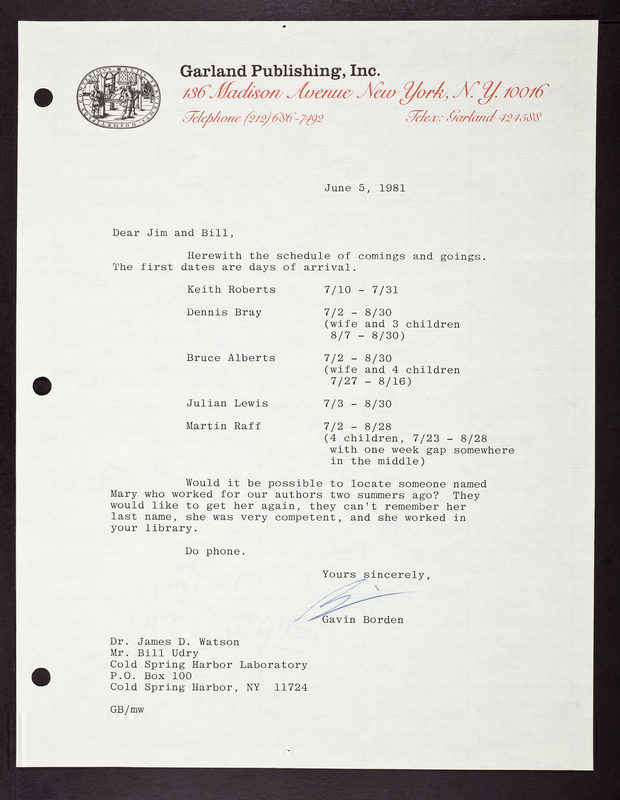 Garland Publishing, Inc.
136 Madison Avenue New York, N.Y. 10016
Telephone (212) 686-7492 Telex: Garland 424588
June 5, 1981
Dear Jim and Bill,
Herewith the schedule of comings and goings.
The first dates are days of arrival.
Keith Roberts 7/10 - 7/31
Dennis Bray 7/2 - 8/30
(wife and 3 children
8/7 - 8/30)
Bruce Alberts 7/2 - 8/30
(wife and 4 children
7/27 - 8/16)
Julian Lewis 7/3 - 8/30
Martin Raff 7/2 - 8/28
(4 children, 7/23 - 8/28
with one week gap somewhere
in the middle)
Would it be possible to locate someone named
Mary who worked for our authors two summers ago? They
would like to get her again, they can't remember her
last name, she was very competent, and she worked in
your library.
Do phone.
Yours sincerely,
Gavin Borden
Dr. James D. Watson
Mr. Bill Udry
Cold Spring Harbor Laboratory
P.O. Box 100
Cold Spring Harbor, NY 11724
GB/mw